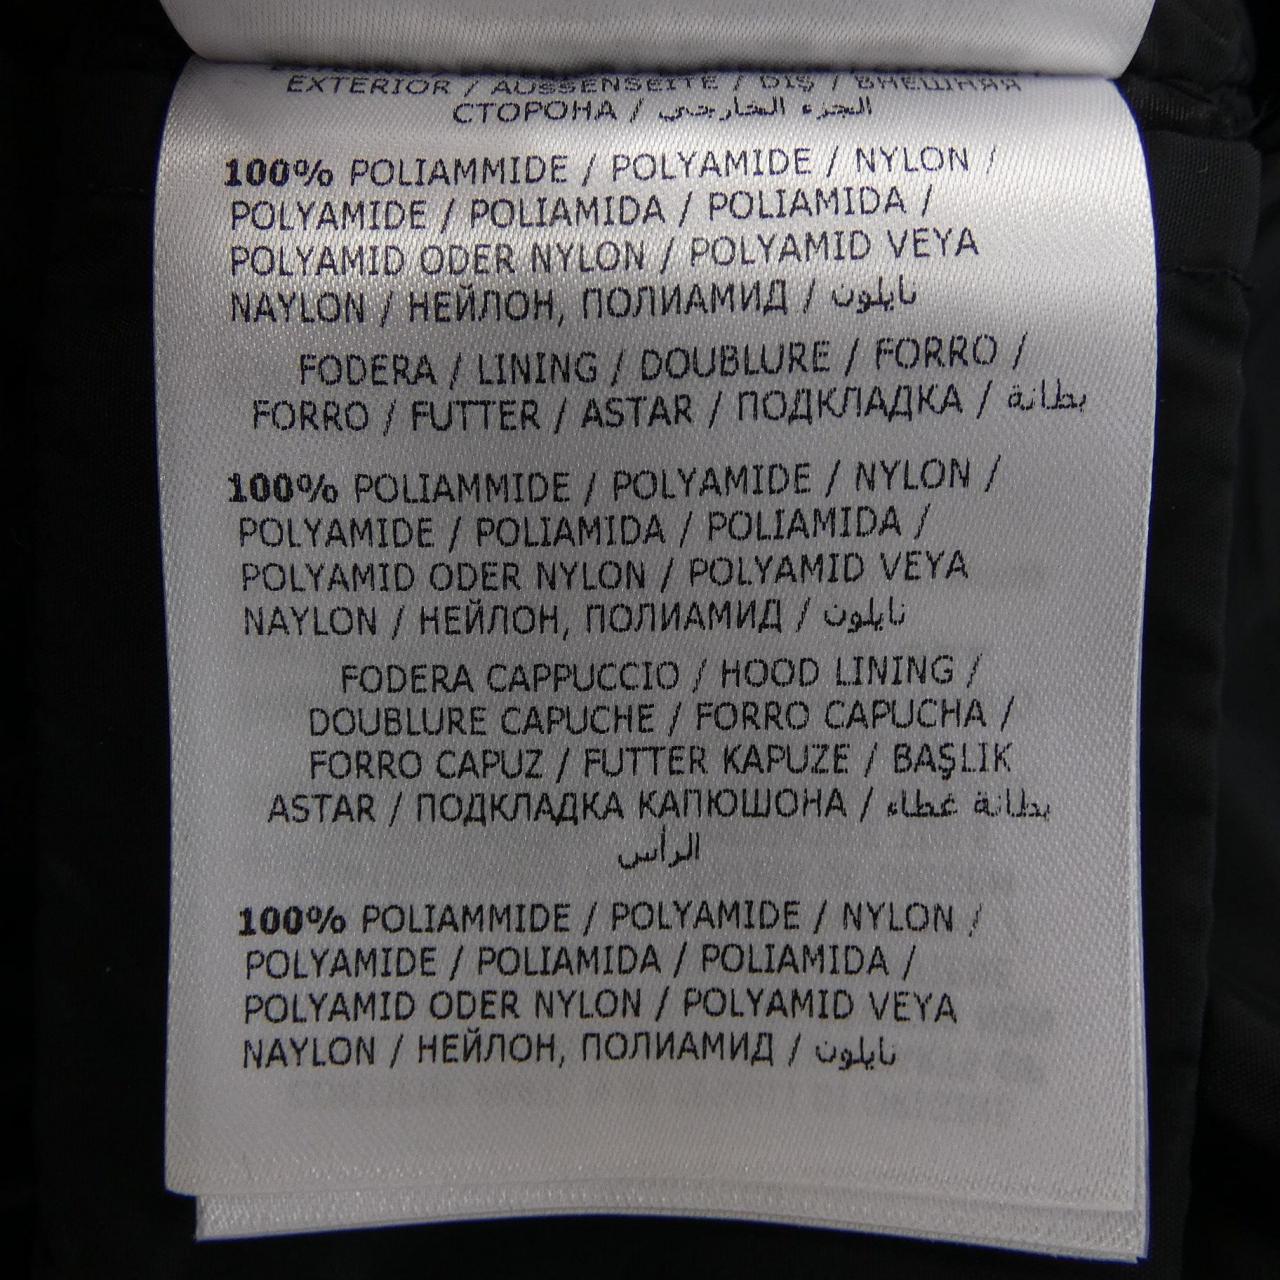 EXTERIOR / AUSSENSEITE / DIŞ / ВНЕШНЯЯ
СТОРОНА / الجزء الخارجي
100% POLIAMMIDE / POLYAMIDE / NYLON /
POLYAMIDE / POLIAMIDA / POLIAMIDA /
POLYAMID ODER NYLON / POLYAMID VEYA
NAYLON / НЕЙЛОН, ПОЛИАМИД / نايلون
FODERA / LINING / DOUBLURE / FORRO /
FORRO / FUTTER / ASTAR / ПОДКЛАДКА / بطانة
100% POLIAMMIDE / POLYAMIDE / NYLON /
POLYAMIDE / POLIAMIDA / POLIAMIDA /
POLYAMID ODER NYLON / POLYAMID VEYA
NAYLON / НЕЙЛОН, ПОЛИАМИД / نايلون
FODERA CAPPUCCIO / HOOD LINING /
DOUBLURE CAPUCHE / FORRO CAPUCHA /
FORRO CAPUZ / FUTTER KAPUZE / BAŞLIK
ASTAR / ПОДКЛАДКА КАПЮШОНА / بطانة غطاء
الرأس
100% POLIAMMIDE / POLYAMIDE / NYLON /
POLYAMIDE / POLIAMIDA / POLIAMIDA /
POLYAMID ODER NYLON / POLYAMID VEYA
NAYLON / НЕЙЛОН, ПОЛИАМИД / نايلون